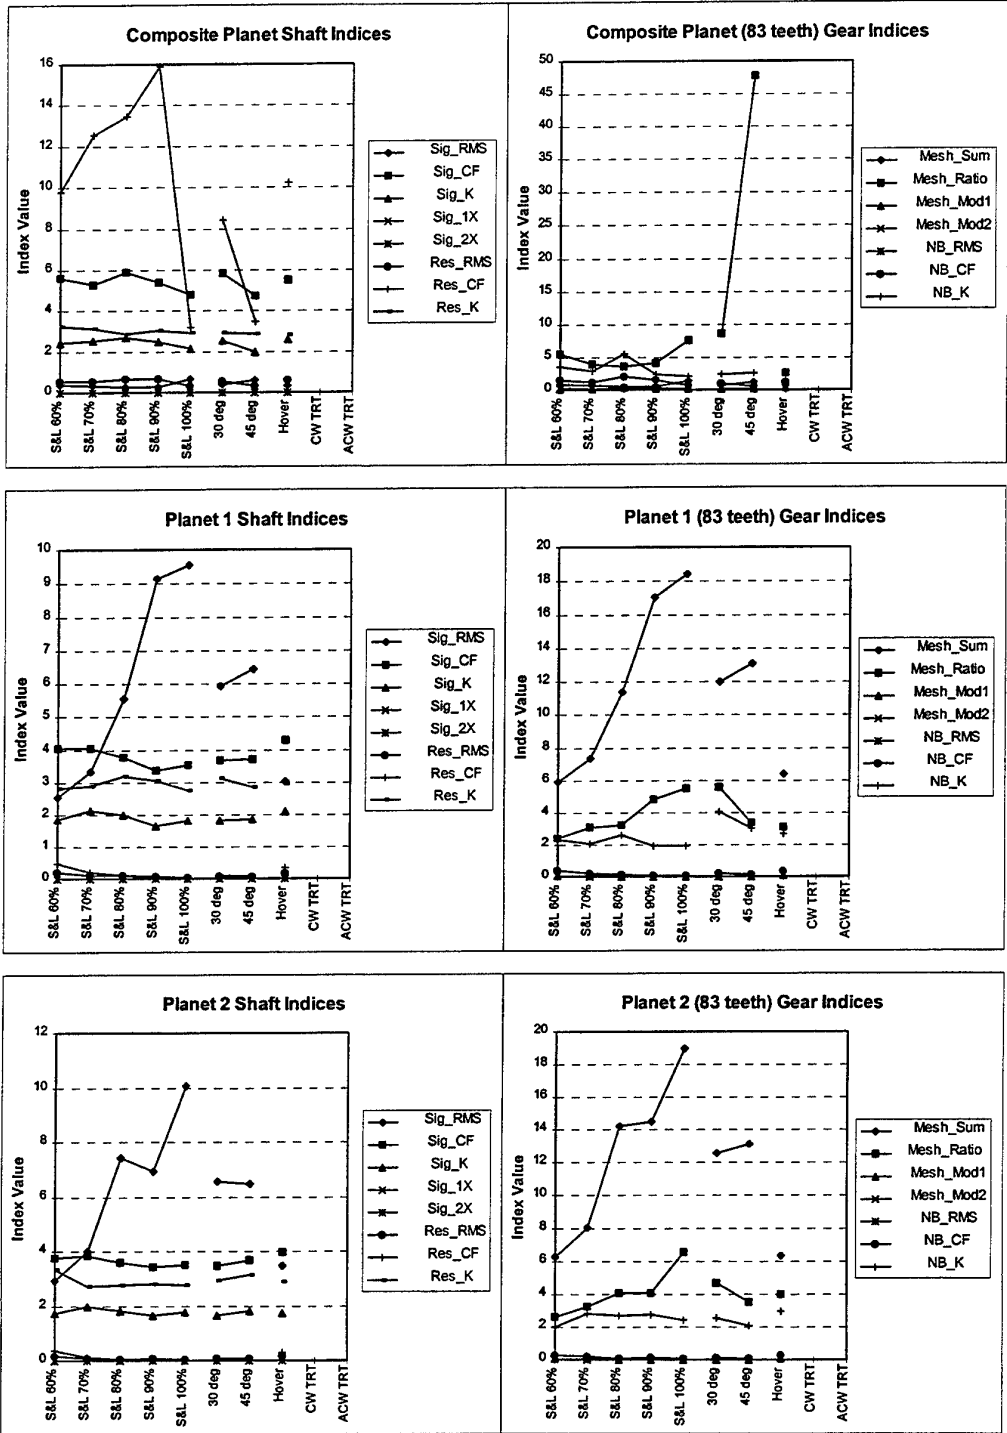 Composite Planet Shaft Indices
16
14
12
10
8
6
4
2
0
Index Value
S&L 60%
S&L 70%
S&L 80%
S&L 90%
S&L 100%
30 deg
45 deg
Hover
CW TRT
ACW TRT
Sig_RMS
Sig_CF
Sig_K
Sig_1X
Sig_2X
Res_RMS
Res_CF
Res_K
Composite Planet (83 teeth) Gear Indices
50
45
40
35
30
25
20
15
10
5
0
Index Value
S&L 60%
S&L 70%
S&L 80%
S&L 90%
S&L 100%
30 deg
45 deg
Hover
CW TRT
ACW TRT
Mesh_Sum
Mesh_Ratio
Mesh_Mod1
Mesh_Mod2
NB_RMS
NB_CF
NB_K
Planet 1 Shaft Indices
10
9
8
7
6
5
4
3
2
1
0
Index Value
S&L 60%
S&L 70%
S&L 80%
S&L 90%
S&L 100%
30 deg
45 deg
Hover
CW TRT
ACW TRT
Sig_RMS
Sig_CF
Sig_K
Sig_1X
Sig_2X
Res_RMS
Res_CF
Res_K
Planet 1 (83 teeth) Gear Indices
20
18
16
14
12
10
8
6
4
2
0
Index Value
S&L 60%
S&L 70%
S&L 80%
S&L 90%
S&L 100%
30 deg
45 deg
Hover
CW TRT
ACW TRT
Mesh_Sum
Mesh_Ratio
Mesh_Mod1
Mesh_Mod2
NB_RMS
NB_CF
NB_K
Planet 2 Shaft Indices
12
10
8
6
4
2
0
Index Value
S&L 60%
S&L 70%
S&L 80%
S&L 90%
S&L 100%
30 deg
45 deg
Hover
CW TRT
ACW TRT
Sig_RMS
Sig_CF
Sig_K
Sig_1X
Sig_2X
Res_RMS
Res_CF
Res_K
Planet 2 (83 teeth) Gear Indices
20
18
16
14
12
10
8
6
4
2
0
Index Value
S&L 60%
S&L 70%
S&L 80%
S&L 90%
S&L 100%
30 deg
45 deg
Hover
CW TRT
ACW TRT
Mesh_Sum
Mesh_Ratio
Mesh_Mod1
Mesh_Mod2
NB_RMS
NB_CF
NB_K